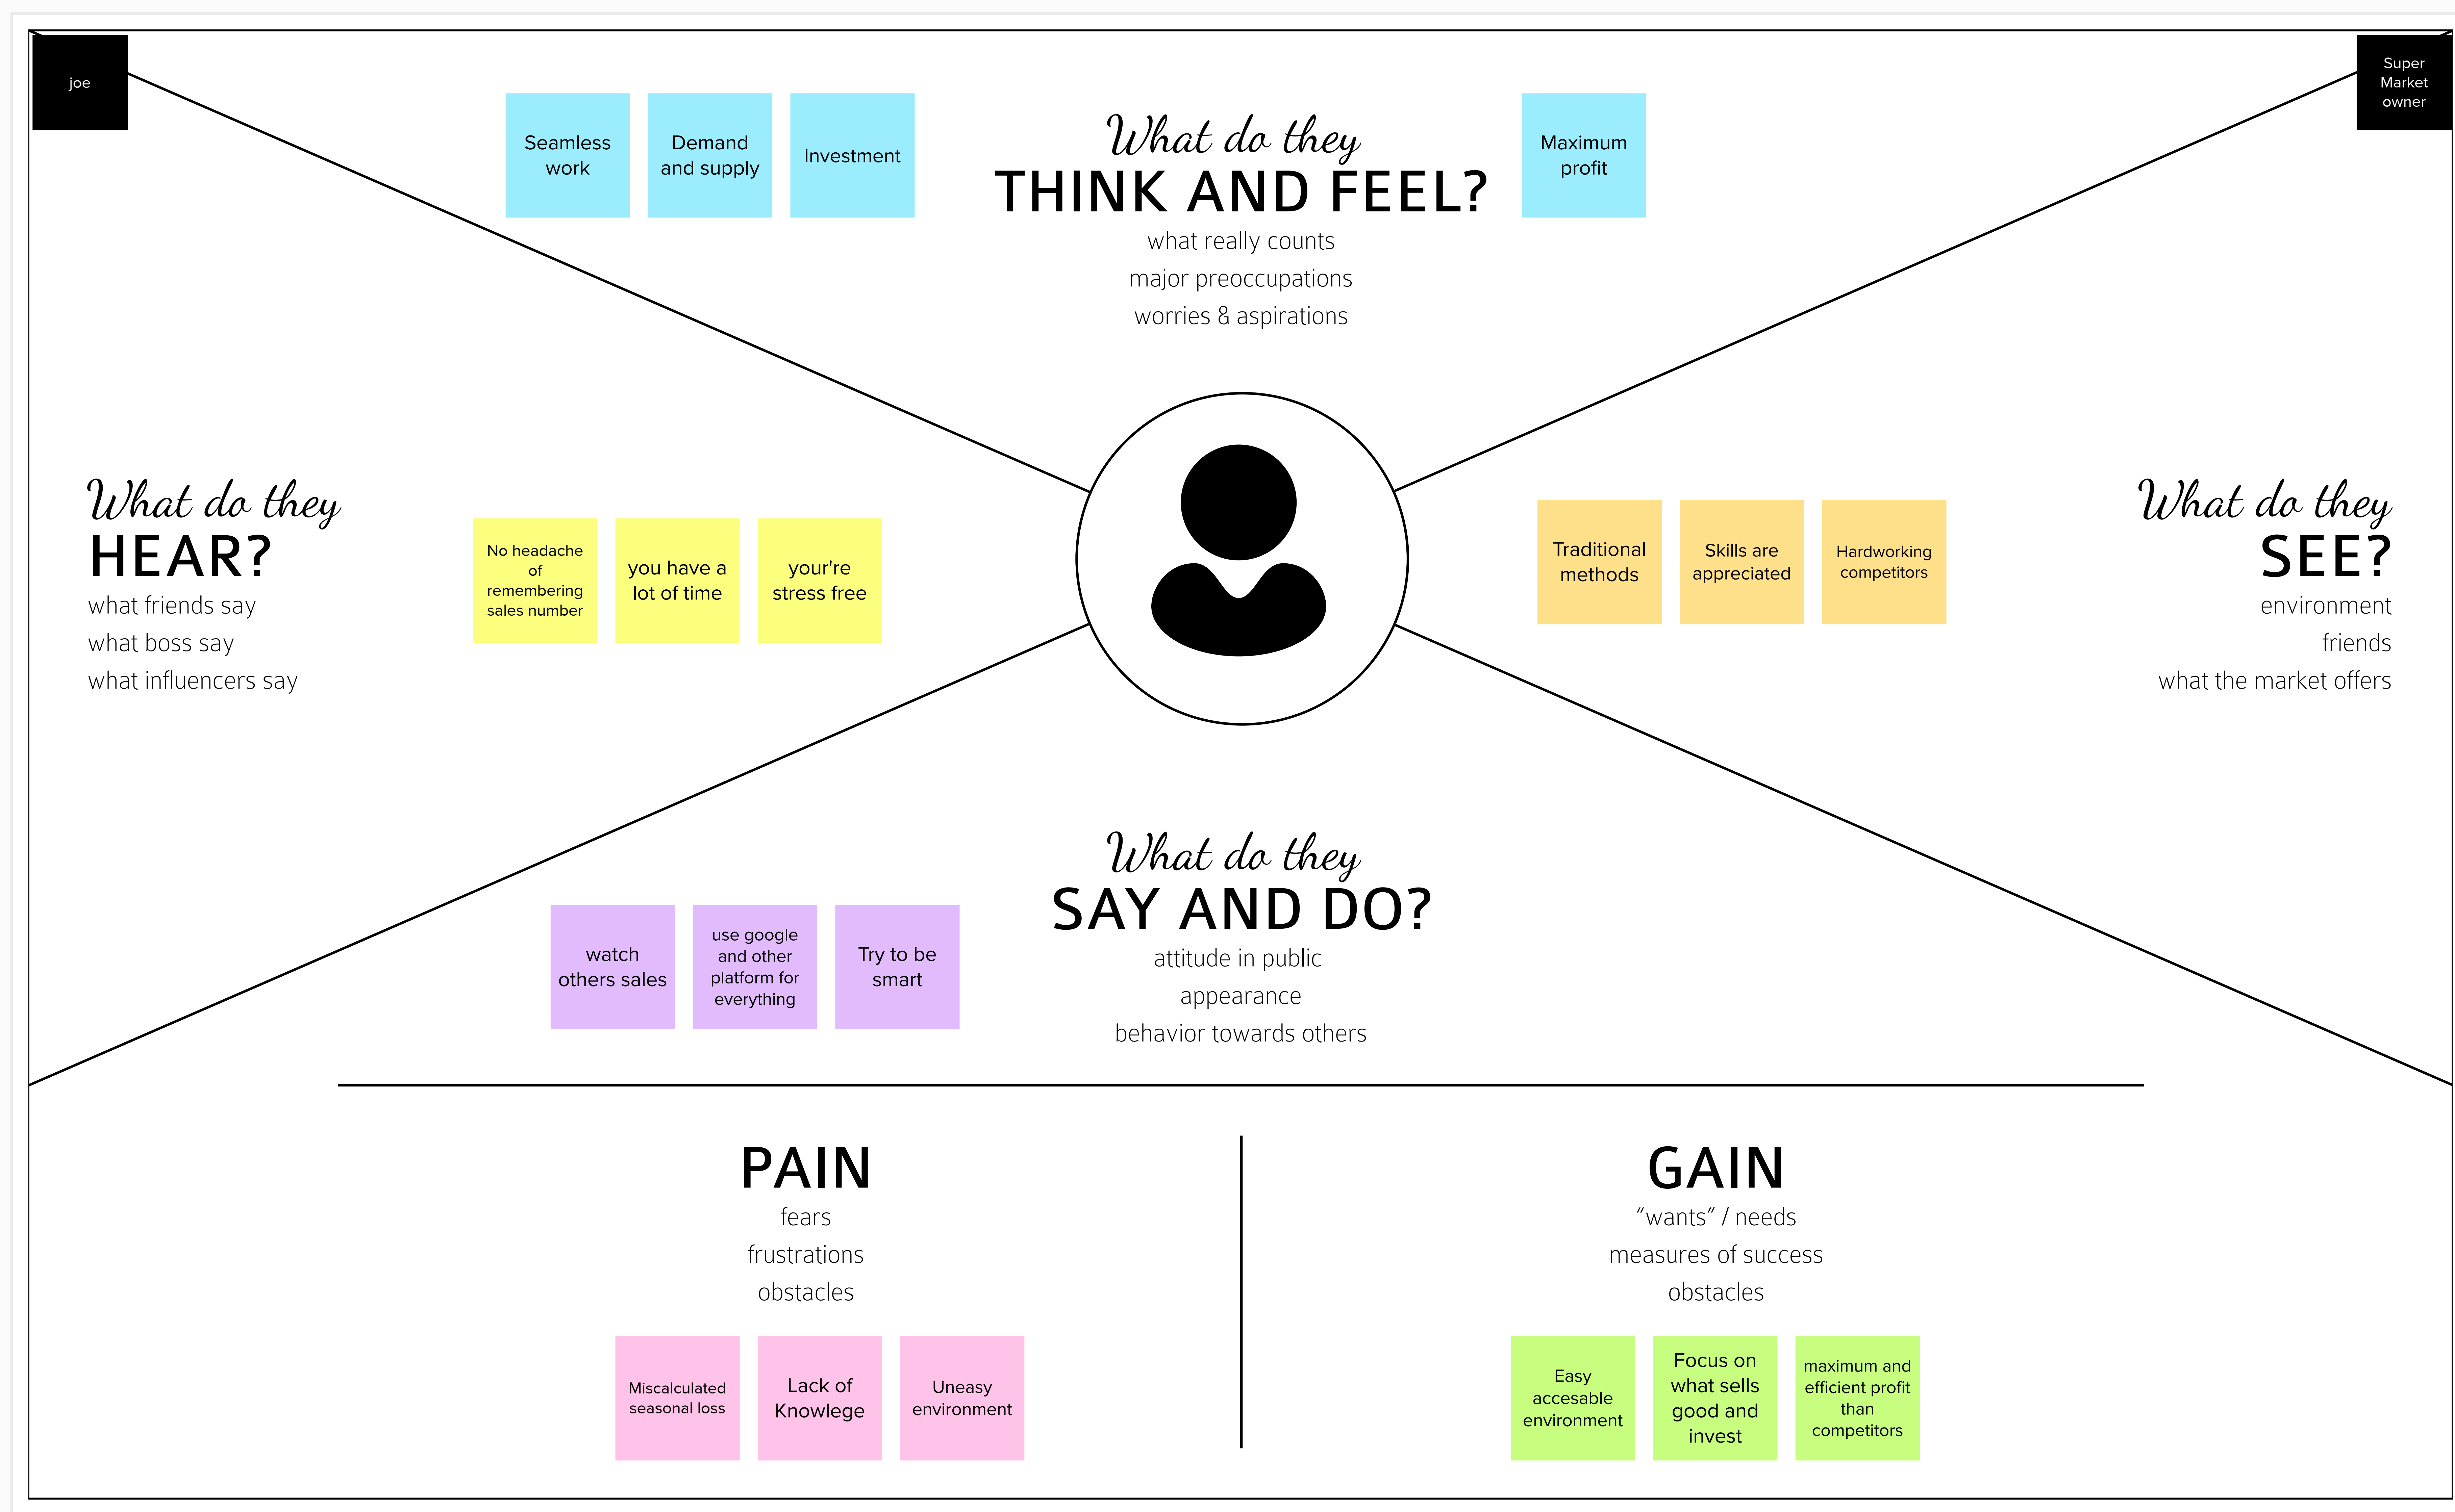 joe
Super
Market
owner
Seamless
work
Demand
and supply
Investment
What do they
THINK AND FEEL?
what really counts
major preoccupations
worries & aspirations
Maximum
profit
What do they
HEAR?
what friends say
what boss say
what influencers say
No headache
of
remembering
sales number
you have a
lot of time
your're
stress free
Traditional
methods
Skills are
appreciated
Hardworking
competitors
What do they
SEE?
environment
friends
what the market offers
watch
others sales
use google
and other
platform for
everything
Try to be
smart
What do they
SAY AND DO?
attitude in public
appearance
behavior towards others
PAIN
fears
frustrations
obstacles
Miscalculated
seasonal loss
Lack of
Knowlege
Uneasy
environment
GAIN
“wants” / needs
measures of success
obstacles
Easy
accesable
environment
Focus on
what sells
good and
invest
maximum and
efficient profit
than
competitors